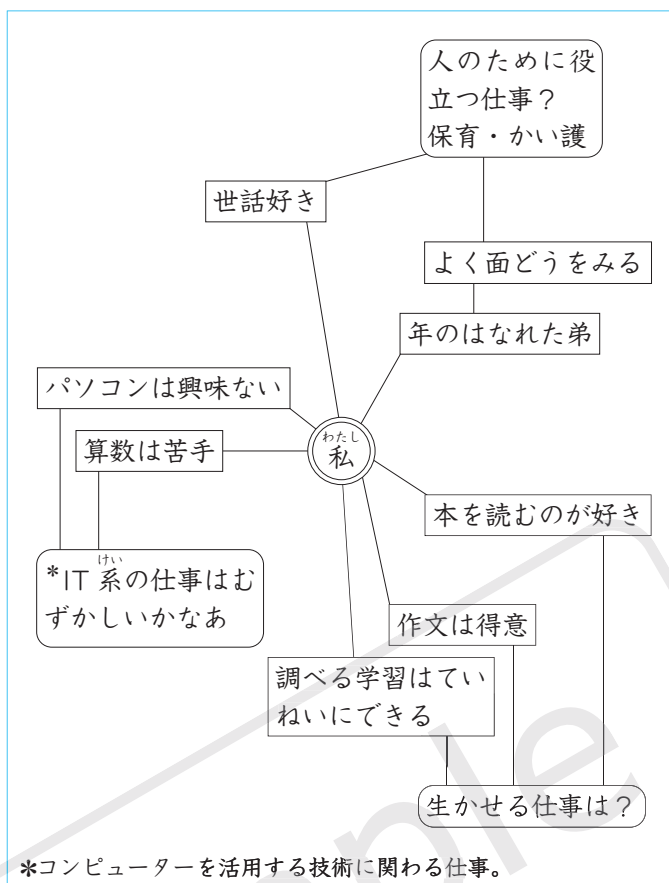 人のために役
立つ仕事？
保育・かい護
世話好き
よく面どうをみる
年のはなれた弟
パソコンは興味ない
算数は苦手
わたし
私
本を読むのが好き
けい
*IT 系の仕事はむ
ずかしいかなあ
作文は得意
調べる学習はてい
ねいにできる
生かせる仕事は？
*コンピューターを活用する技術に関わる仕事。